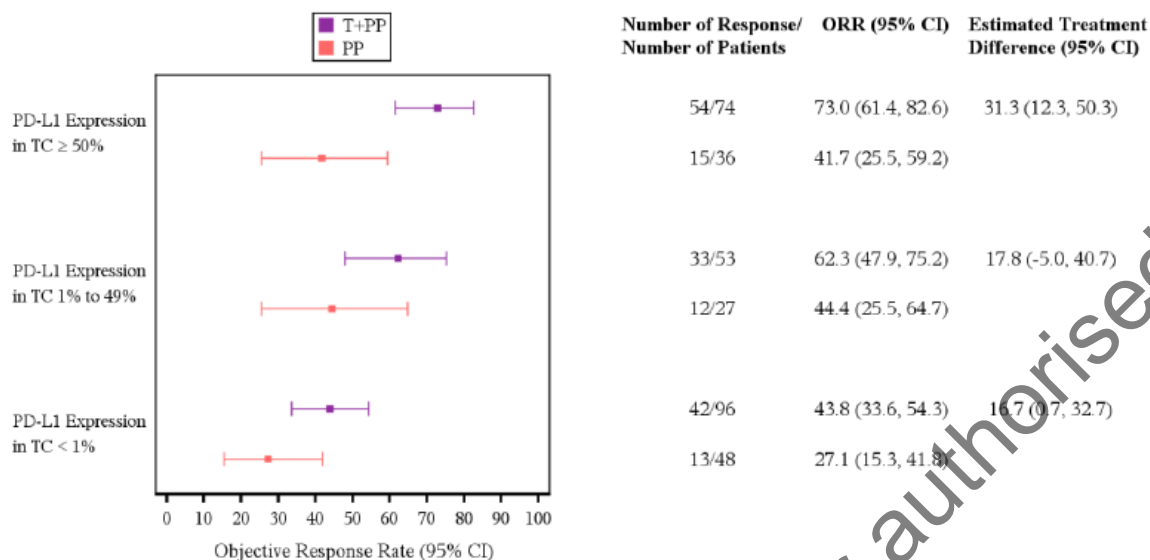 T+PP
PP
Number of Response/ ORR (95% CI) Estimated Treatment
Number of Patients Difference (95% CI)
PD-L1 Expression
in TC ≥ 50%
54/74 73.0 (61.4, 82.6) 31.3 (12.3, 50.3)
15/36 41.7 (25.5, 59.2)
PD-L1 Expression
in TC 1% to 49%
33/53 62.3 (47.9, 75.2) 17.8 (-5.0, 40.7)
12/27 44.4 (25.5, 64.7)
PD-L1 Expression
in TC < 1%
42/96 43.8 (33.6, 54.3) 16.7 (0.7, 32.7)
13/48 27.1 (15.3, 41.8)
0 10 20 30 40 50 60 70 80 90 100
Objective Response Rate (95% CI)
authorised